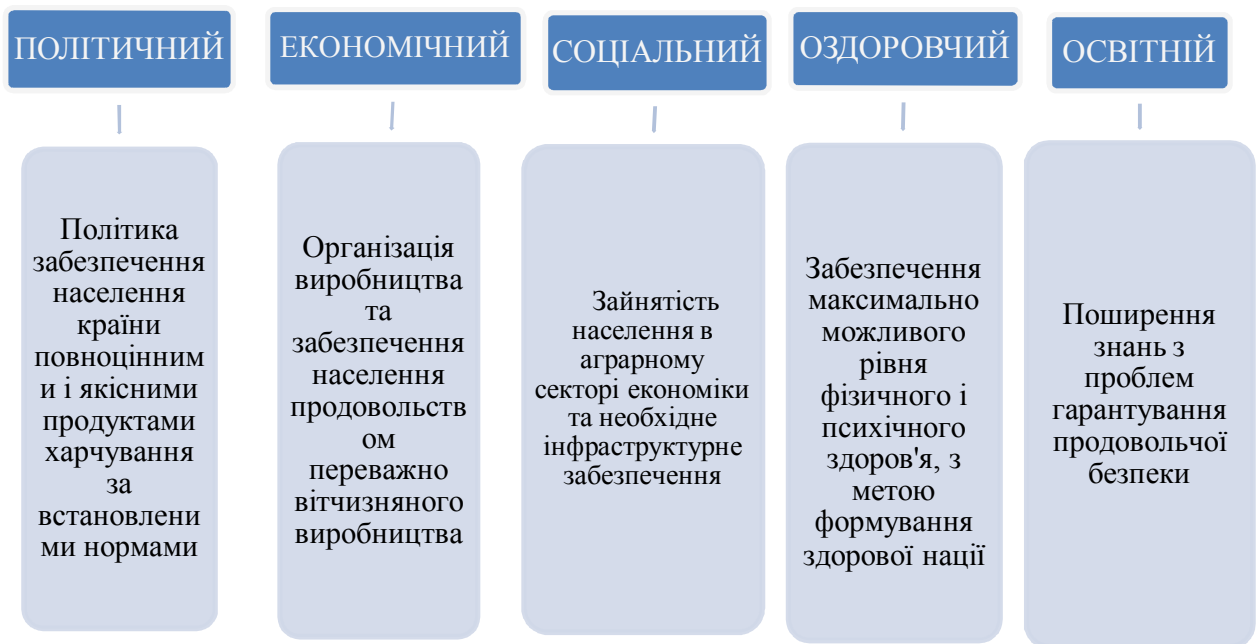 ПОЛІТИЧНИЙ
Політика
забезпечення
населення
країни
повноцінним
и і якісними
продуктами
харчування
за
встановлени
ми нормами
ЕКОНОМІЧНИЙ
Організація
виробництва
та
забезпечення
населення
продовольств
ом
переважно
вітчизняного
виробництва
СОЦІАЛЬНИЙ
Зайнятість
населення в
аграрному
секторі економіки
та необхідне
інфраструктурне
забезпечення
ОЗДОРОВЧИЙ
Забезпечення
максимально
можливого
рівня
фізичного і
психічного
здоров'я, з
метою
формування
здорової нації
ОСВІТНІЙ
Поширення
знань з
проблем
гарантування
продовольчої
безпеки